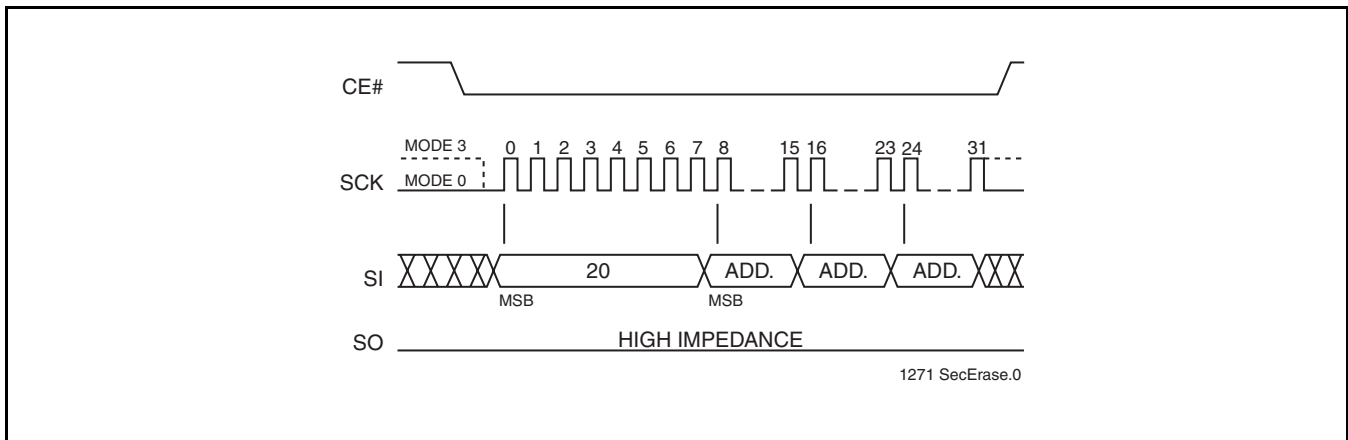 CE#
MODE 3 0 1 2 3 4 5 6 7 8 15 16 23 24 31
SCK MODE 0
SI 20 ADD. ADD. ADD.
MSB MSB
SO HIGH IMPEDANCE
1271 SecErase.0